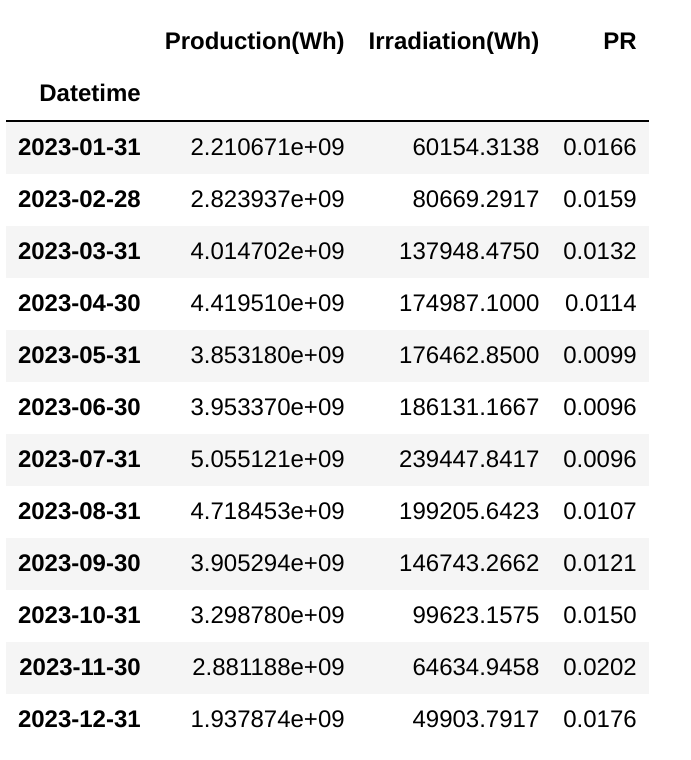 Production(Wh) Irradiation(Wh) PR
Datetime
2023-01-31 2.210671e+09 60154.3138 0.0166
2023-02-28 2.823937e+09 80669.2917 0.0159
2023-03-31 4.014702e+09 137948.4750 0.0132
2023-04-30 4.419510e+09 174987.1000 0.0114
2023-05-31 3.853180e+09 176462.8500 0.0099
2023-06-30 3.953370e+09 186131.1667 0.0096
2023-07-31 5.055121e+09 239447.8417 0.0096
2023-08-31 4.718453e+09 199205.6423 0.0107
2023-09-30 3.905294e+09 146743.2662 0.0121
2023-10-31 3.298780e+09 99623.1575 0.0150
2023-11-30 2.881188e+09 64634.9458 0.0202
2023-12-31 1.937874e+09 49903.7917 0.0176